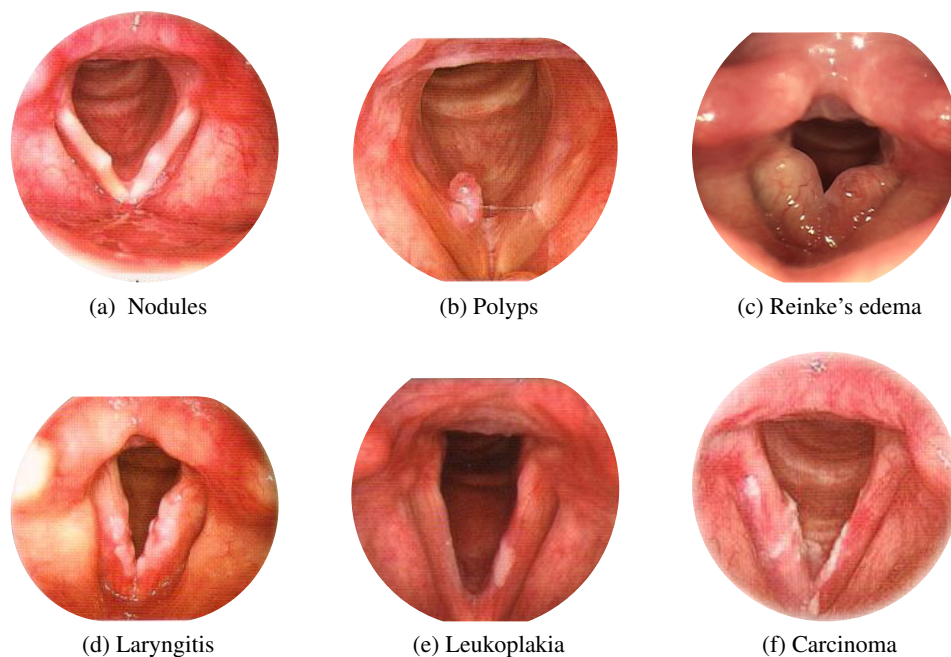 (a) Nodules
(b) Polyps
(c) Reinke's edema
(d) Laryngitis
(e) Leukoplakia
(f) Carcinoma